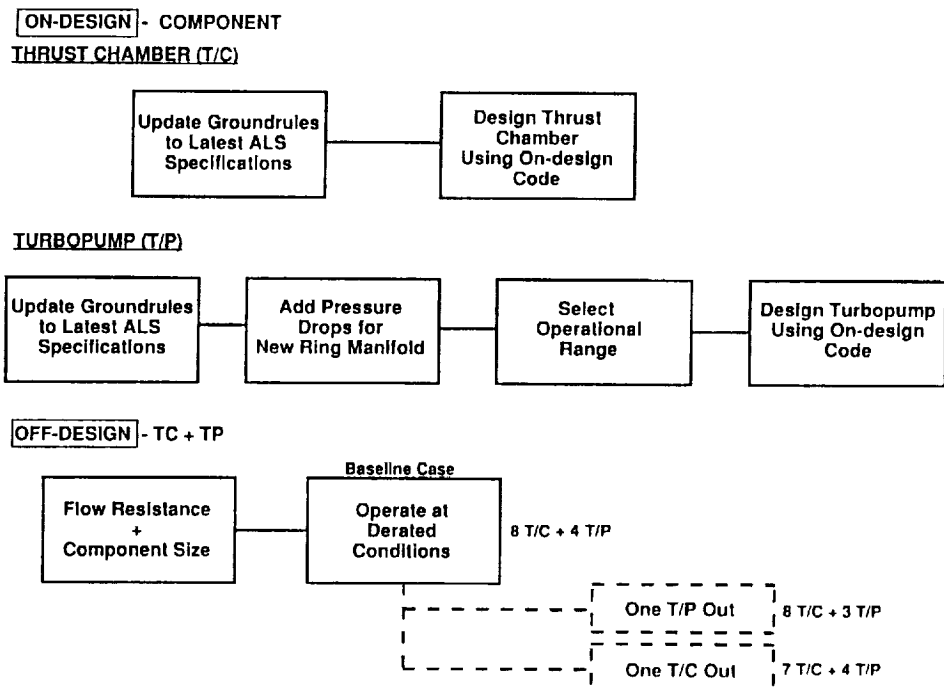 ON-DESIGN - COMPONENT
THRUST CHAMBER (T/C)
Update Groundrules
to Latest ALS
Specifications
Design Thrust
Chamber
Using On-design
Code
TURBOPUMP (T/P)
Update Groundrules
to Latest ALS
Specifications
Add Pressure
Drops for
New Ring Manifold
Select
Operational
Range
Design Turbopump
Using On-design
Code
OFF-DESIGN - TC + TP
Flow Resistance
+
Component Size
Baseline Case
Operate at
Derated
Conditions
8 T/C + 4 T/P
One T/P Out
8 T/C + 3 T/P
One T/C Out
7 T/C + 4 T/P